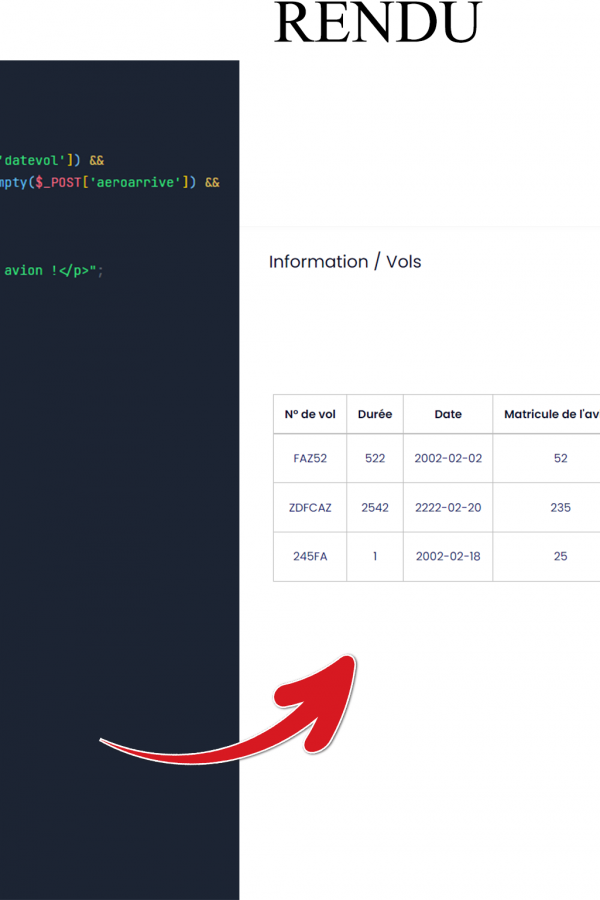 RENDU
'datevol']) &&
mpty($_POST['aeroarrive']) &&
avion !</p>";
Information / Vols
N° de vol Durée Date Matricule de l'av
FAZ52 522 2002-02-02 52
ZDFCAZ 2542 2222-02-20 235
245FA 1 2002-02-18 25